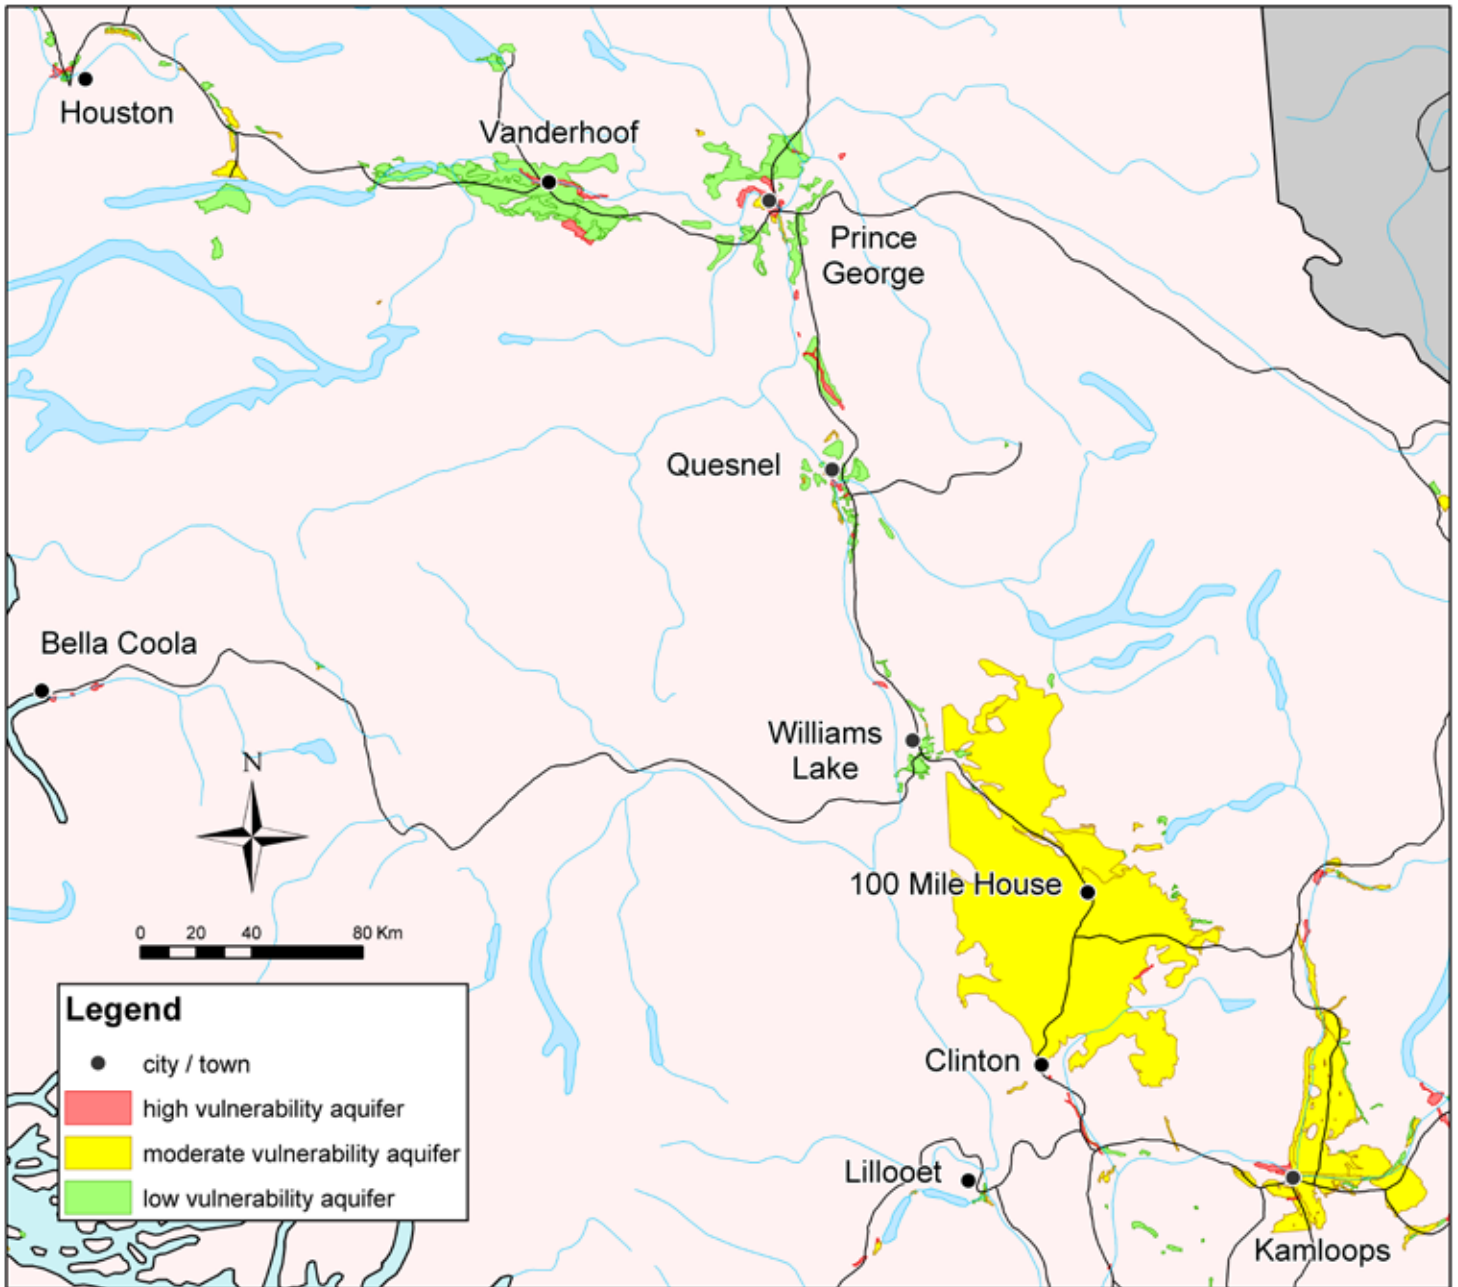 Houston
Vanderhoof
Prince
George
Quesnel
Bella Coola
Williams
Lake
N
100 Mile House
0 20 40 80 Km
Legend
city / town
high vulnerability aquifer
moderate vulnerability aquifer
low vulnerability aquifer
Clinton
Lillooet
Kamloops